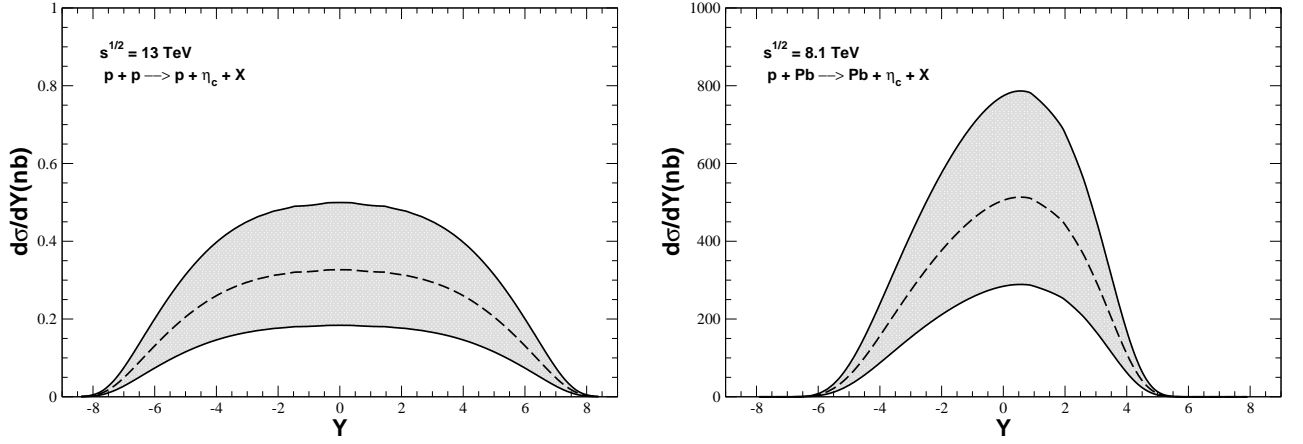 s^1/2 = 13 TeV
p + p —> p + η_c + X
dσ/dY(nb)
1
0.8
0.6
0.4
0.2
0
-8 -6 -4 -2 0 2 4 6 8
Y
s^1/2 = 8.1 TeV
p + Pb —> Pb + η_c + X
dσ/dY(nb)
1000
800
600
400
200
0
-8 -6 -4 -2 0 2 4 6 8
Y